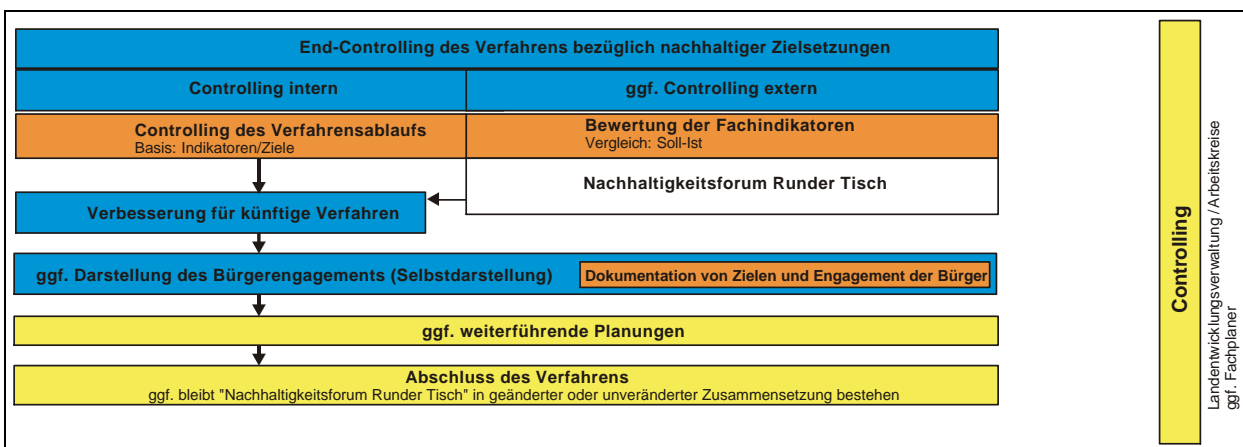 End-Controlling des Verfahrens bezüglich nachhaltiger Zielsetzungen
Controlling intern
ggf. Controlling extern
Controlling des Verfahrensablaufs
Basis: Indikatoren/Ziele
Bewertung der Fachindikatoren
Vergleich: Soll-Ist
Nachhaltigkeitsforum Runder Tisch
Verbesserung für künftige Verfahren
ggf. Darstellung des Bürgerengagements (Selbstdarstellung)
Dokumentation von Zielen und Engagement der Bürger
ggf. weiterführende Planungen
Abschluss des Verfahrens
ggf. bleibt "Nachhaltigkeitsforum Runder Tisch" in geänderter oder unveränderter Zusammensetzung bestehen
Controlling
Landentwicklungsverwaltung / Arbeitskreise
ggf. Fachplaner